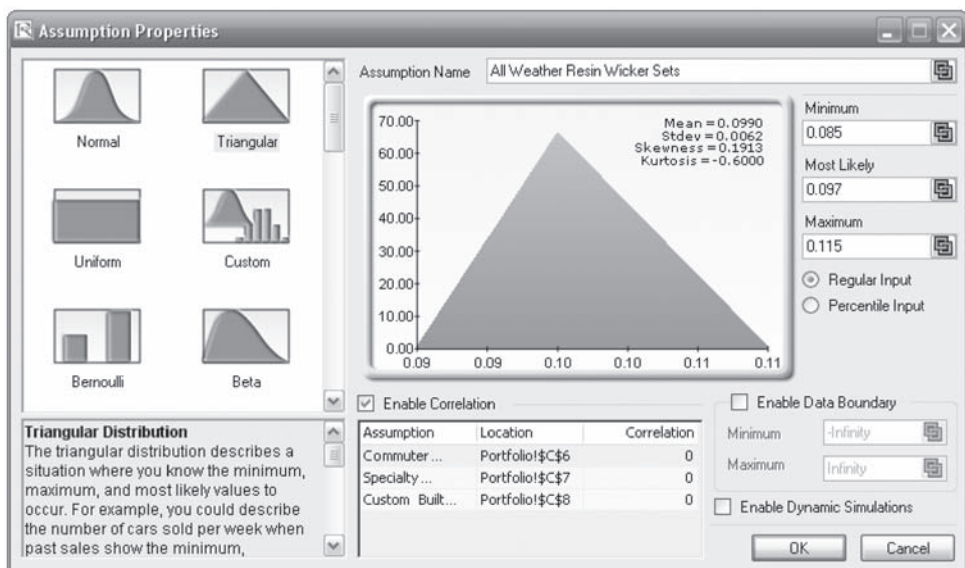 Assumption Properties
Normal
Triangular
Uniform
Custom
Bernoulli
Beta
Triangular Distribution
The triangular distribution describes a
situation where you know the minimum,
maximum, and most likely values to
occur. For example, you could describe
the number of cars sold per week when
past sales show the minimum,
Assumption Name All Weather Resin Wicker Sets
Mean =0.0990
Stdev =0.0062
Skewness =0.1913
Kurtosis =-0.6000
70.00
60.00
50.00
40.00
30.00
20.00
10.00
0.00
0.09 0.09 0.10 0.10 0.11 0.11
Minimum
0.085
Most Likely
0.097
Maximum
0.115
Regular Input
Percentile Input
Enable Correlation
Assumption Location Correlation
Commuter ... Portfolio!$C$6 0
Specialty ... Portfolio!$C$7 0
Custom Built... Portfolio!$C$8 0
Enable Data Boundary
Minimum -Infinity
Maximum Infinity
Enable Dynamic Simulations
OK Cancel